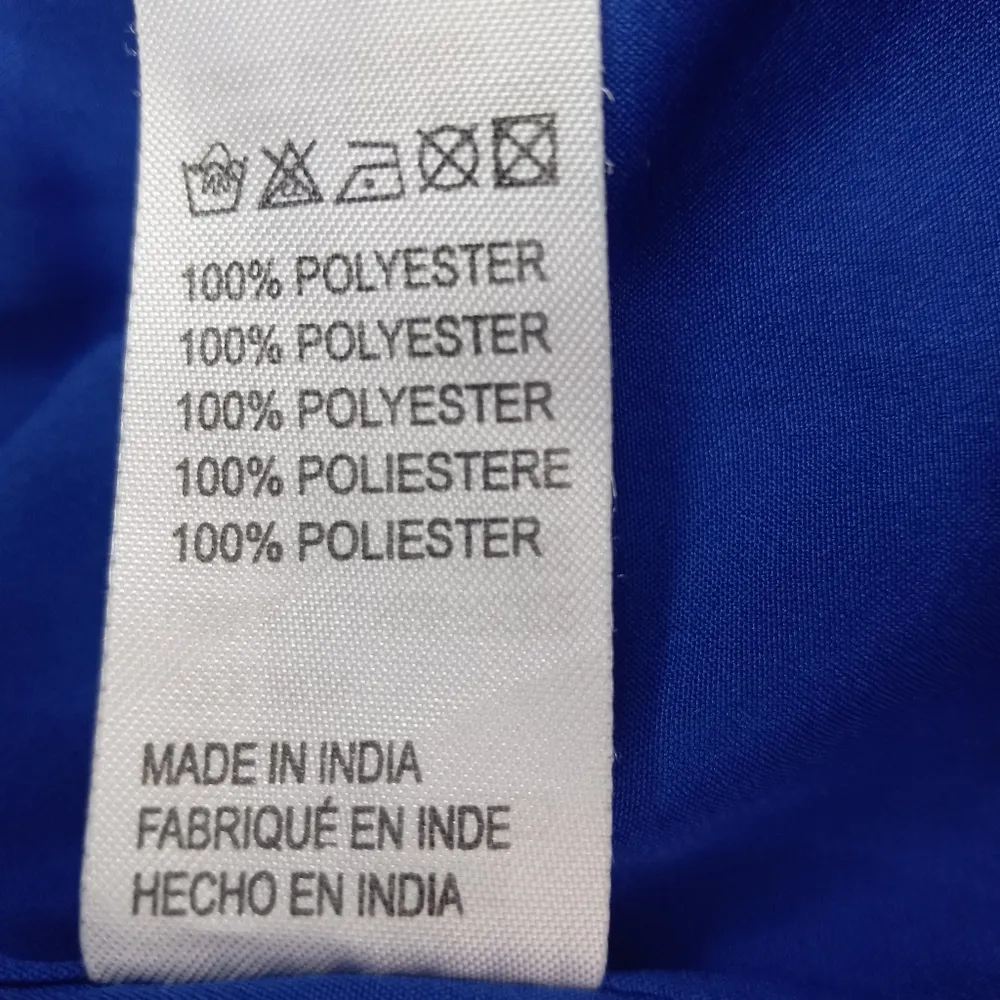 100% POLYESTER
100% POLYESTER
100% POLYESTER
100% POLIESTERE
100% POLIESTER
MADE IN INDIA
FABRIQUÉ EN INDE
HECHO EN INDIA